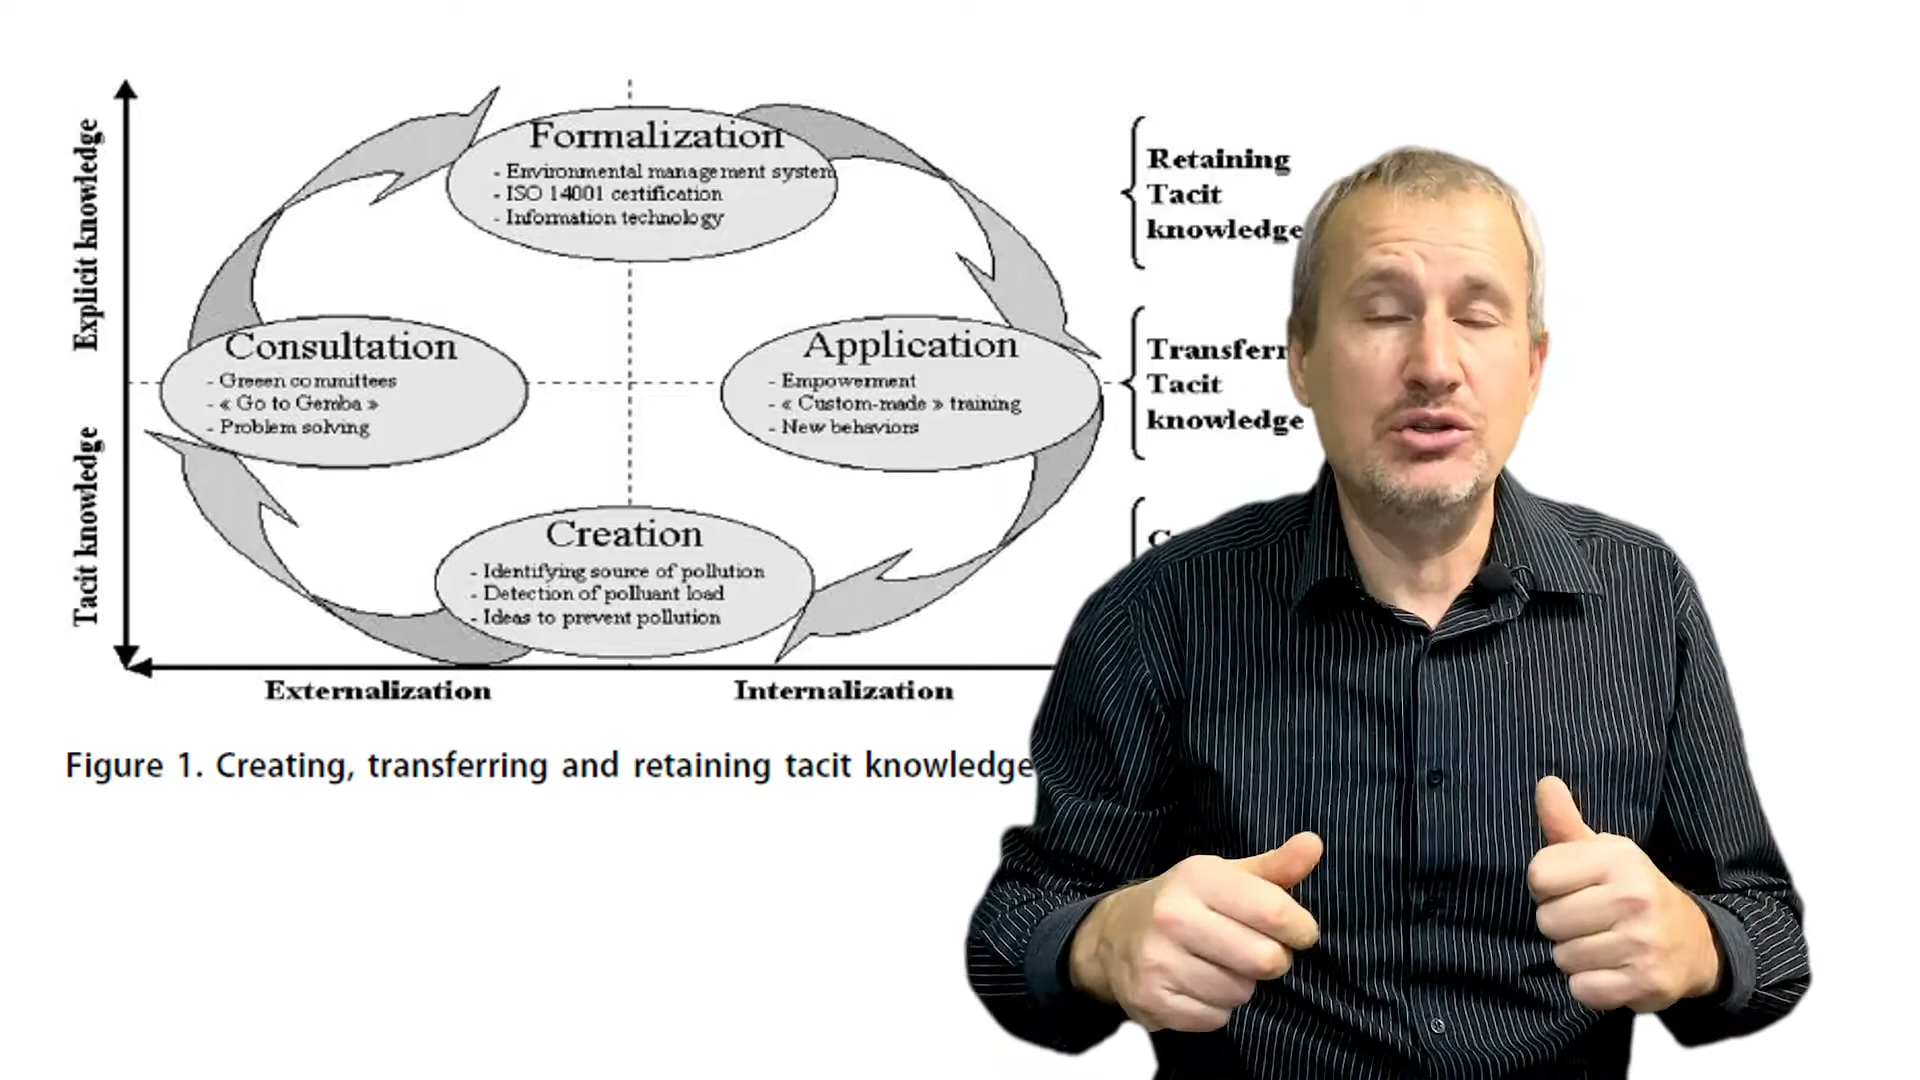 Explicit knowledge
Tacit knowledge
Formalization
- Environmental management system
- ISO 14001 certification
- Information technology
Consultation
- Greeen committees
- « Go to Gemba »
- Problem solving
Application
- Empowerment
- « Custom-made » training
- New behaviors
Creation
- Identifying source of pollution
- Detection of polluant load
- Ideas to prevent pollution
Retaining
Tacit
knowledge
Tacit
knowledge
Externalization
Internalization
Figure 1. Creating, transferring and retaining tacit knowledge